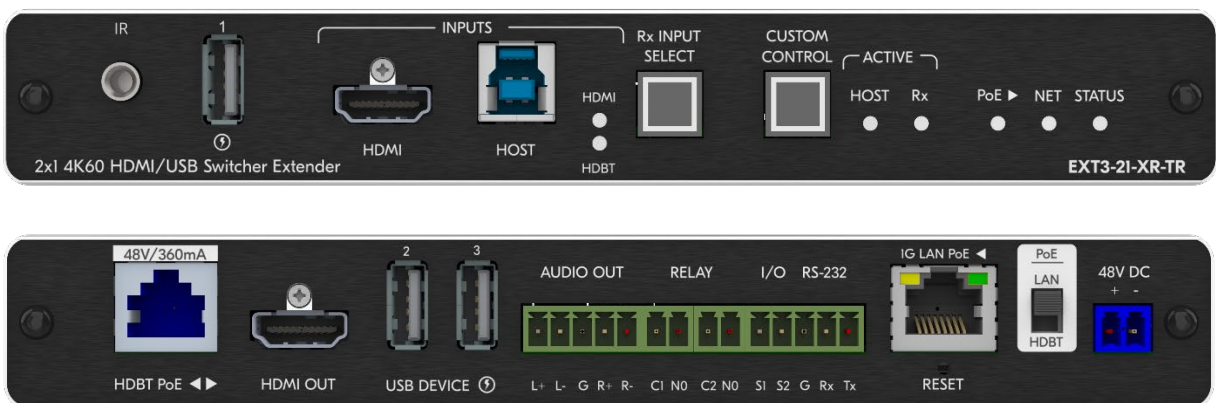 IR
1
INPUTS
HDMI
HOST
HDMI
HDBT
Rx INPUT
SELECT
CUSTOM
CONTROL
ACTIVE
HOST Rx
PoE ▶ NET STATUS
2x1 4K60 HDMI/USB Switcher Extender
EXT3-21-XR-TR
48V/360mA
HDBT PoE ◀▶
HDMI OUT
2 3
USB DEVICE
AUDIO OUT RELAY I/O RS-232
L+ L- G R+ R- C1 N0 C2 N0 S1 S2 G Rx Tx
1G LAN PoE ◀
RESET
PoE
LAN
HDBT
48V DC
+ -